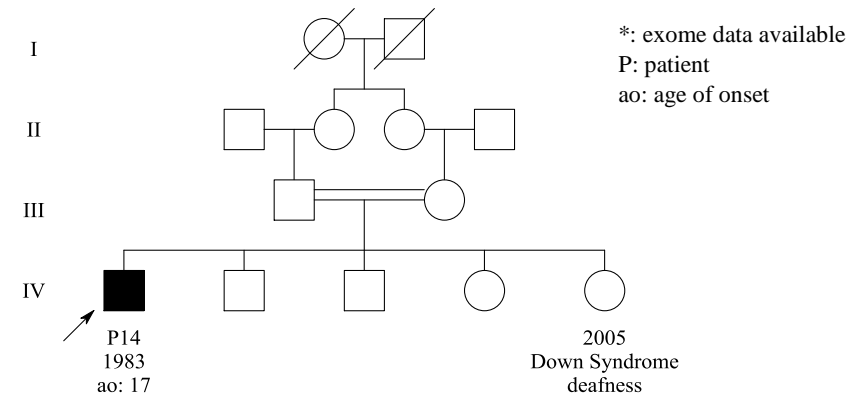 I
*: exome data available
P: patient
ao: age of onset
II
III
IV
P14
1983
ao: 17
2005
Down Syndrome
deafness